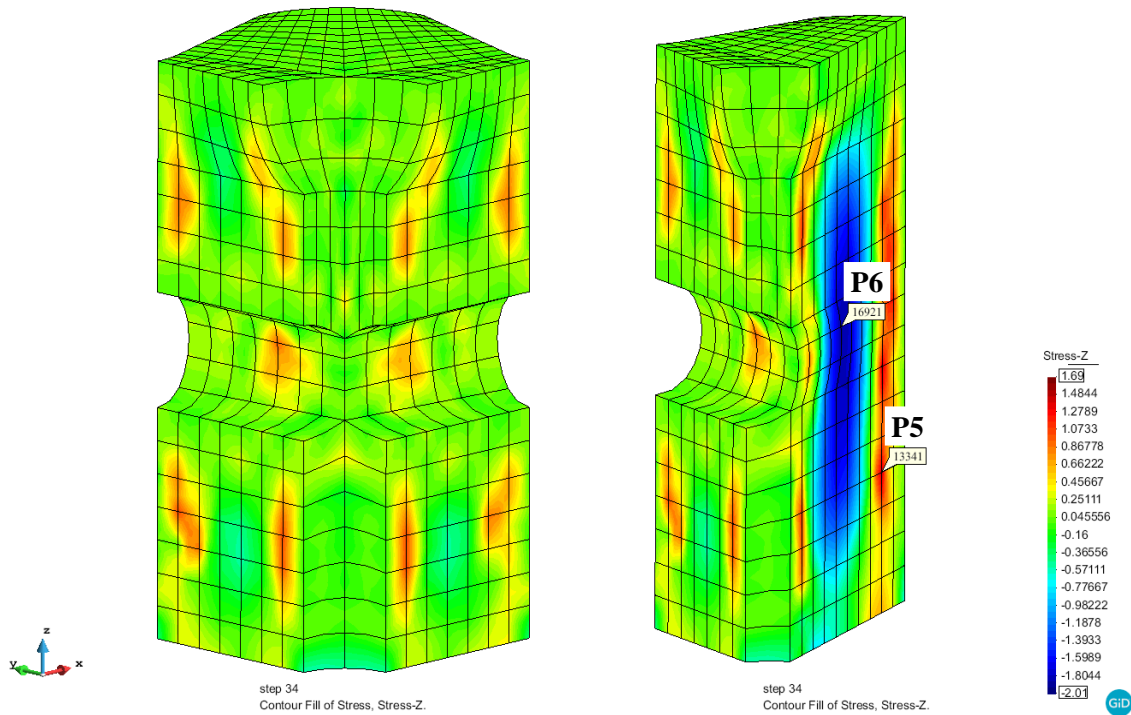 P6
16921
P5
13341
Stress-Z
1.69
1.4844
1.2789
1.0733
0.86778
0.66222
0.45667
0.25111
0.045556
-0.16
-0.36556
-0.57111
-0.77667
-0.98222
-1.1878
-1.3933
-1.5989
-1.8044
-2.01
z
y
x
step 34
Contour Fill of Stress, Stress-Z.
step 34
Contour Fill of Stress, Stress-Z.
GiD